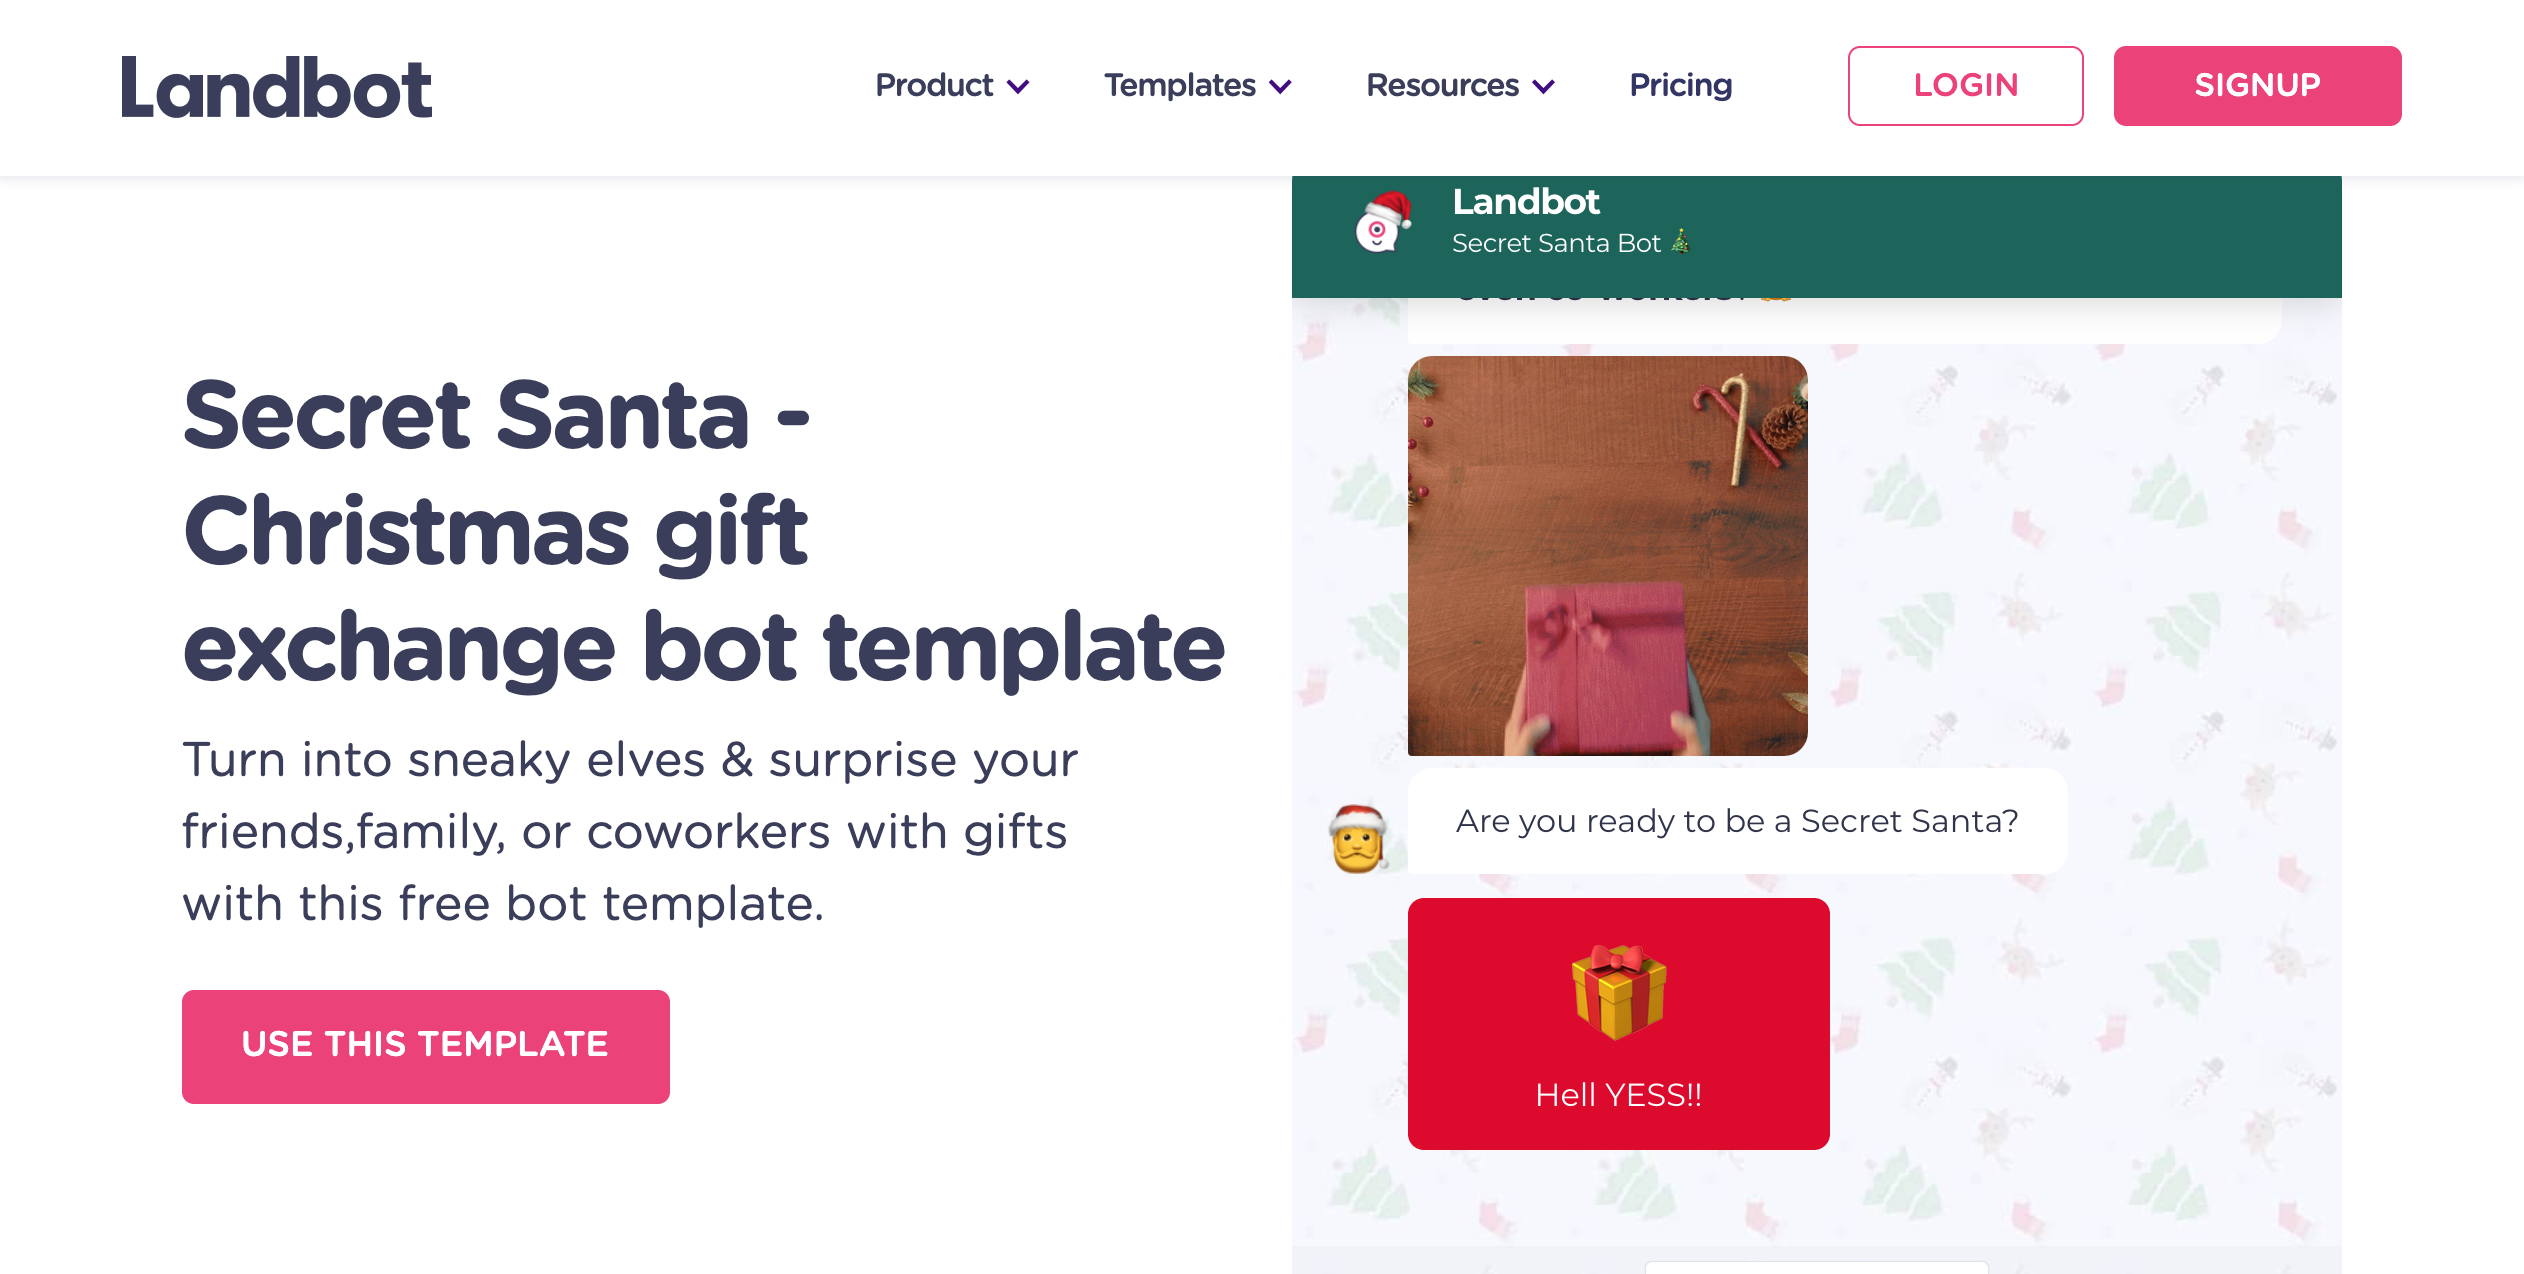 Landbot
Product
Templates
Resources
Pricing
LOGIN
SIGNUP
Secret Santa -
Christmas gift
exchange bot template
Turn into sneaky elves & surprise your
friends,family, or coworkers with gifts
with this free bot template.
USE THIS TEMPLATE
Landbot
Secret Santa Bot
Are you ready to be a Secret Santa?
Hell YESS!!